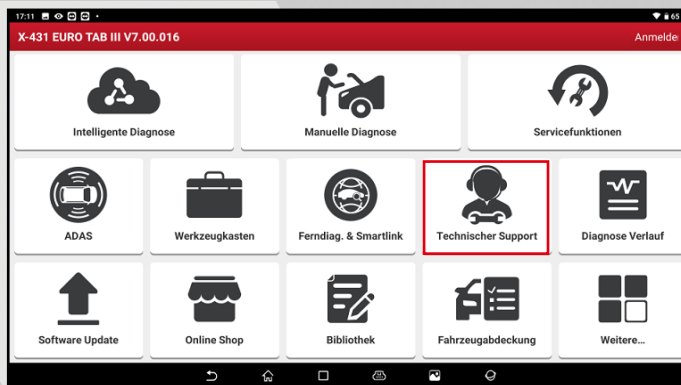 17:11
65
X-431 EURO TAB III V7.00.016
Anmelde
Intelligente Diagnose
Manuelle Diagnose
Servicefunktionen
ADAS
Werkzeugkasten
Ferndiag. & Smartlink
Technischer Support
Diagnose Verlauf
Software Update
Online Shop
Bibliothek
Fahrzeugabdeckung
Weitere...